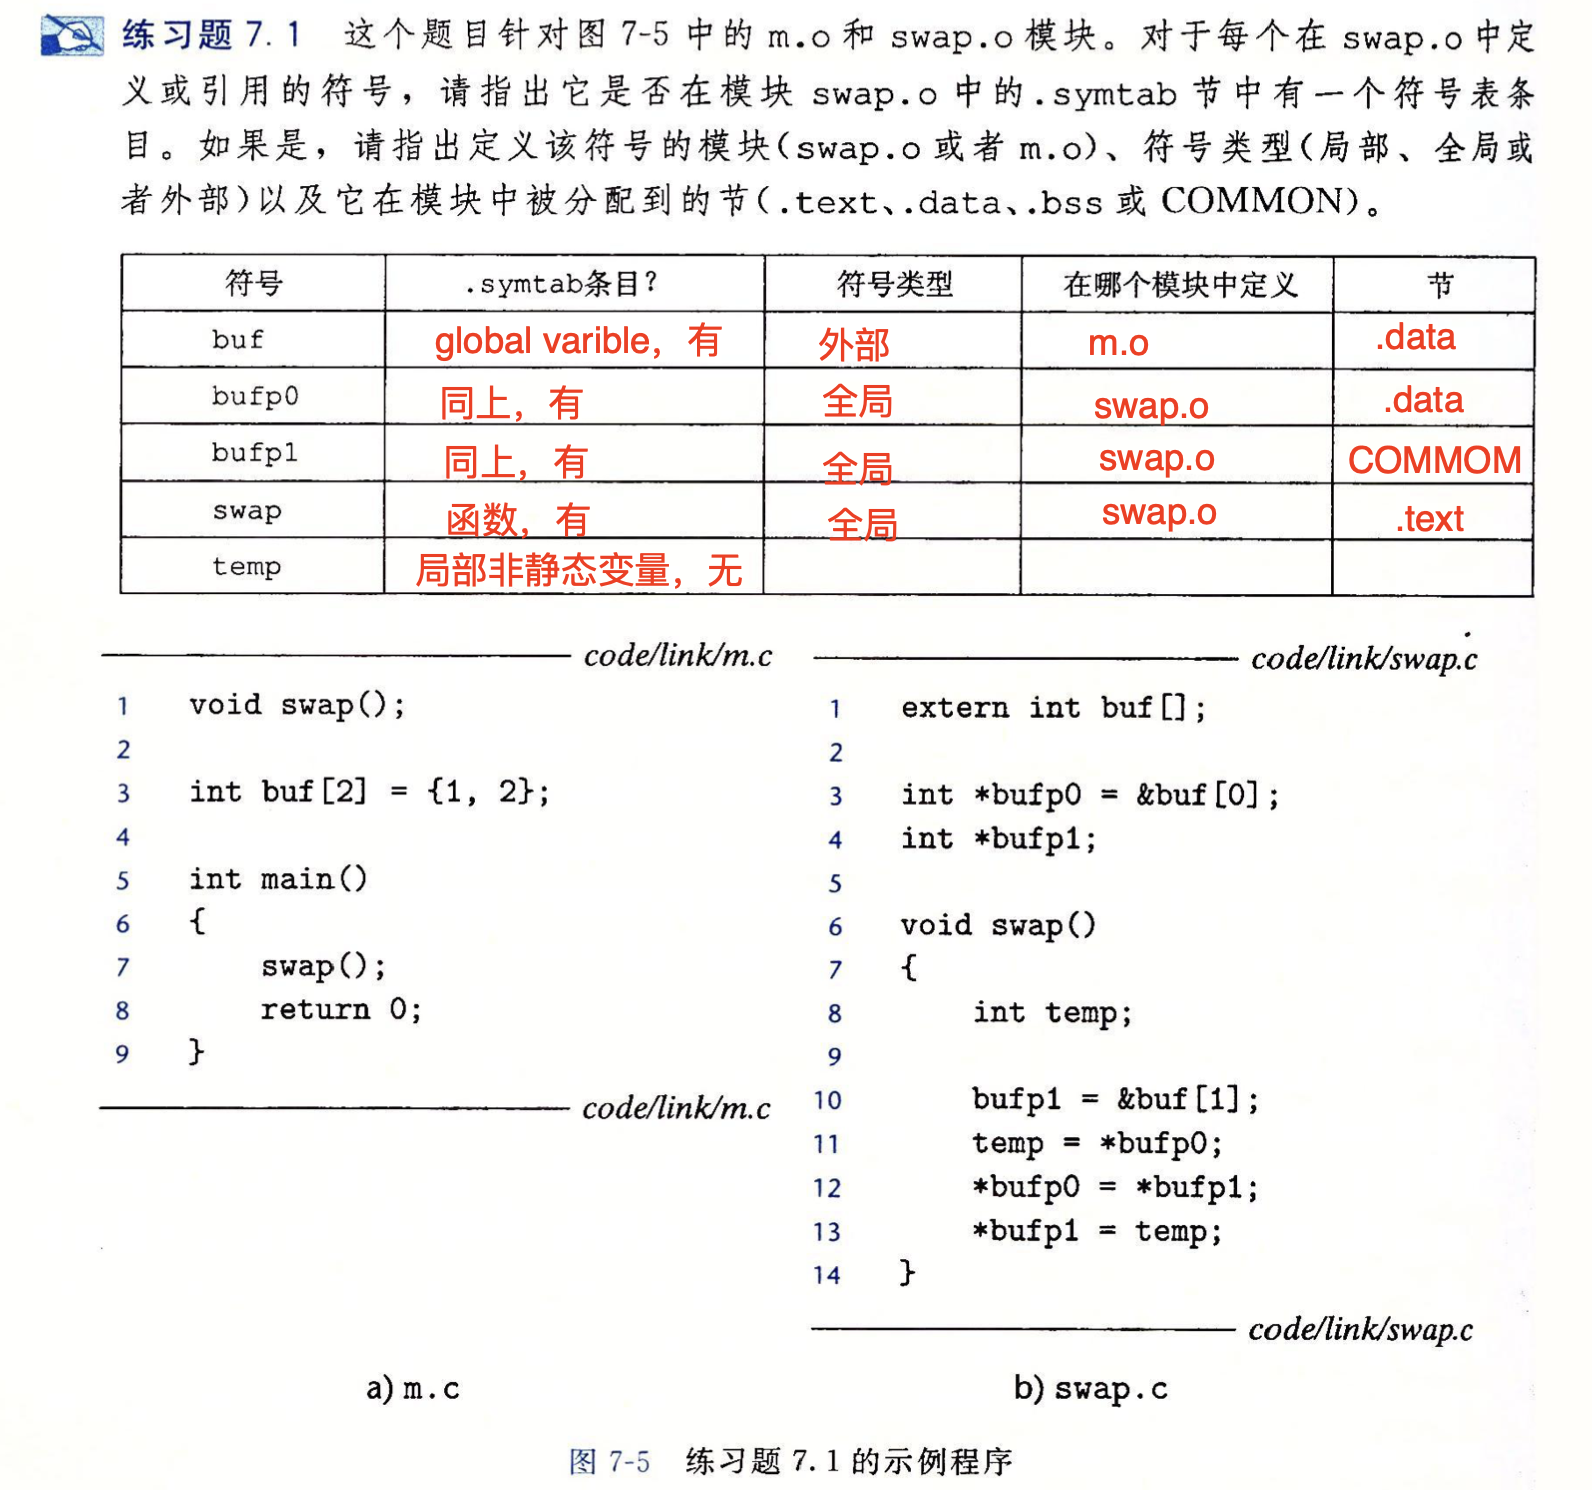 练习题 7.1 这个题目针对图 7-5 中的 m.o 和 swap.o 模块。对于每个在 swap.o 中定
义或引用的符号，请指出它是否在模块 swap.o 中的.symtab 节中有一个符号表条
目。如果是，请指出定义该符号的模块(swap.o 或者 m.o)、符号类型(局部、全局或
者外部)以及它在模块中被分配到的节(.text、.data、.bss 或 COMMON)。
符号 .symtab条目? 符号类型 在哪个模块中定义 节
buf global varible，有 外部 m.o .data
bufp0 同上，有 全局 swap.o .data
bufp1 同上，有 全局 swap.o COMMOM
swap 函数，有 全局 swap.o .text
temp 局部非静态变量，无
code/link/m.c
1 void swap();
2
3 int buf[2] = {1, 2};
4
5 int main()
6 {
7 swap();
8 return 0;
9 }
code/link/m.c
a) m.c
code/link/swap.c
1 extern int buf[];
2
3 int *bufp0 = &buf[0];
4 int *bufp1;
5
6 void swap()
7 {
8 int temp;
9
10 bufp1 = &buf[1];
11 temp = *bufp0;
12 *bufp0 = *bufp1;
13 *bufp1 = temp;
14 }
code/link/swap.c
b) swap.c
图 7-5 练习题 7.1 的示例程序